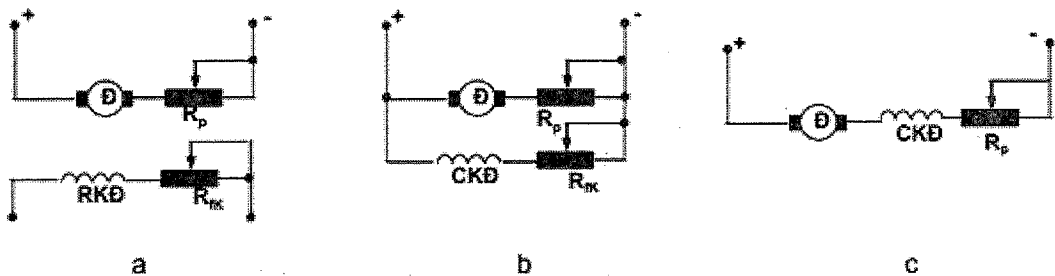 + - + - + -
Đ Đ Đ
Rp Rp CKĐ Rp
RKĐ Rfk CKĐ Rfk
a b c